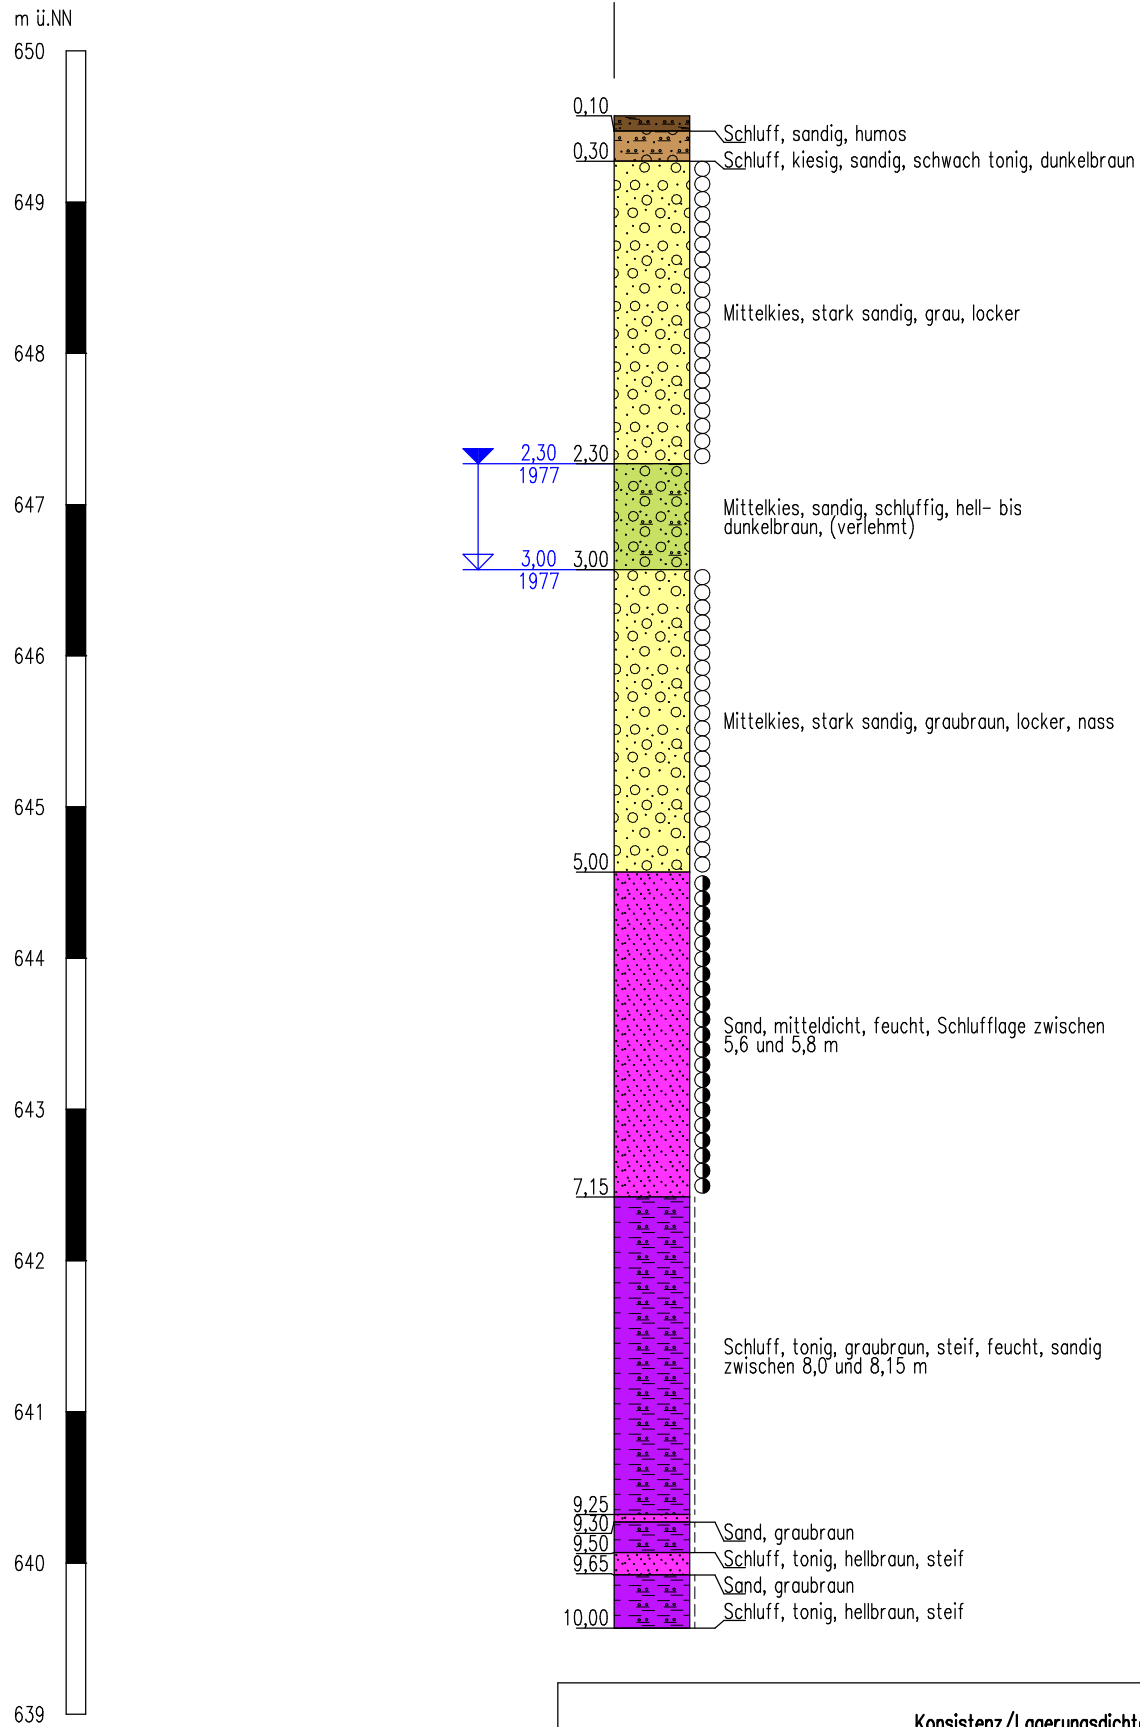 m ü.NN
650
0,10
Schluff, sandig, humos
0,30
Schluff, kiesig, sandig, schwach tonig, dunkelbraun
649
Mittelkies, stark sandig, grau, locker
648
2,30
1977
2,30
647
Mittelkies, sandig, schluffig, hell- bis
dunkelbraun, (verlehmt)
3,00
1977
3,00
646
Mittelkies, stark sandig, graubraun, locker, nass
645
5,00
644
Sand, mitteldicht, feucht, Schlufflage zwischen
5,6 und 5,8 m
643
7,15
642
Schluff, tonig, graubraun, steif, feucht, sandig
zwischen 8,0 und 8,15 m
641
9,25
9,30
Sand, graubraun
9,50
Schluff, tonig, hellbraun, steif
640
9,65
Sand, graubraun
10,00
Schluff, tonig, hellbraun, steif
639
Konsistenz/Lagerungsdichte